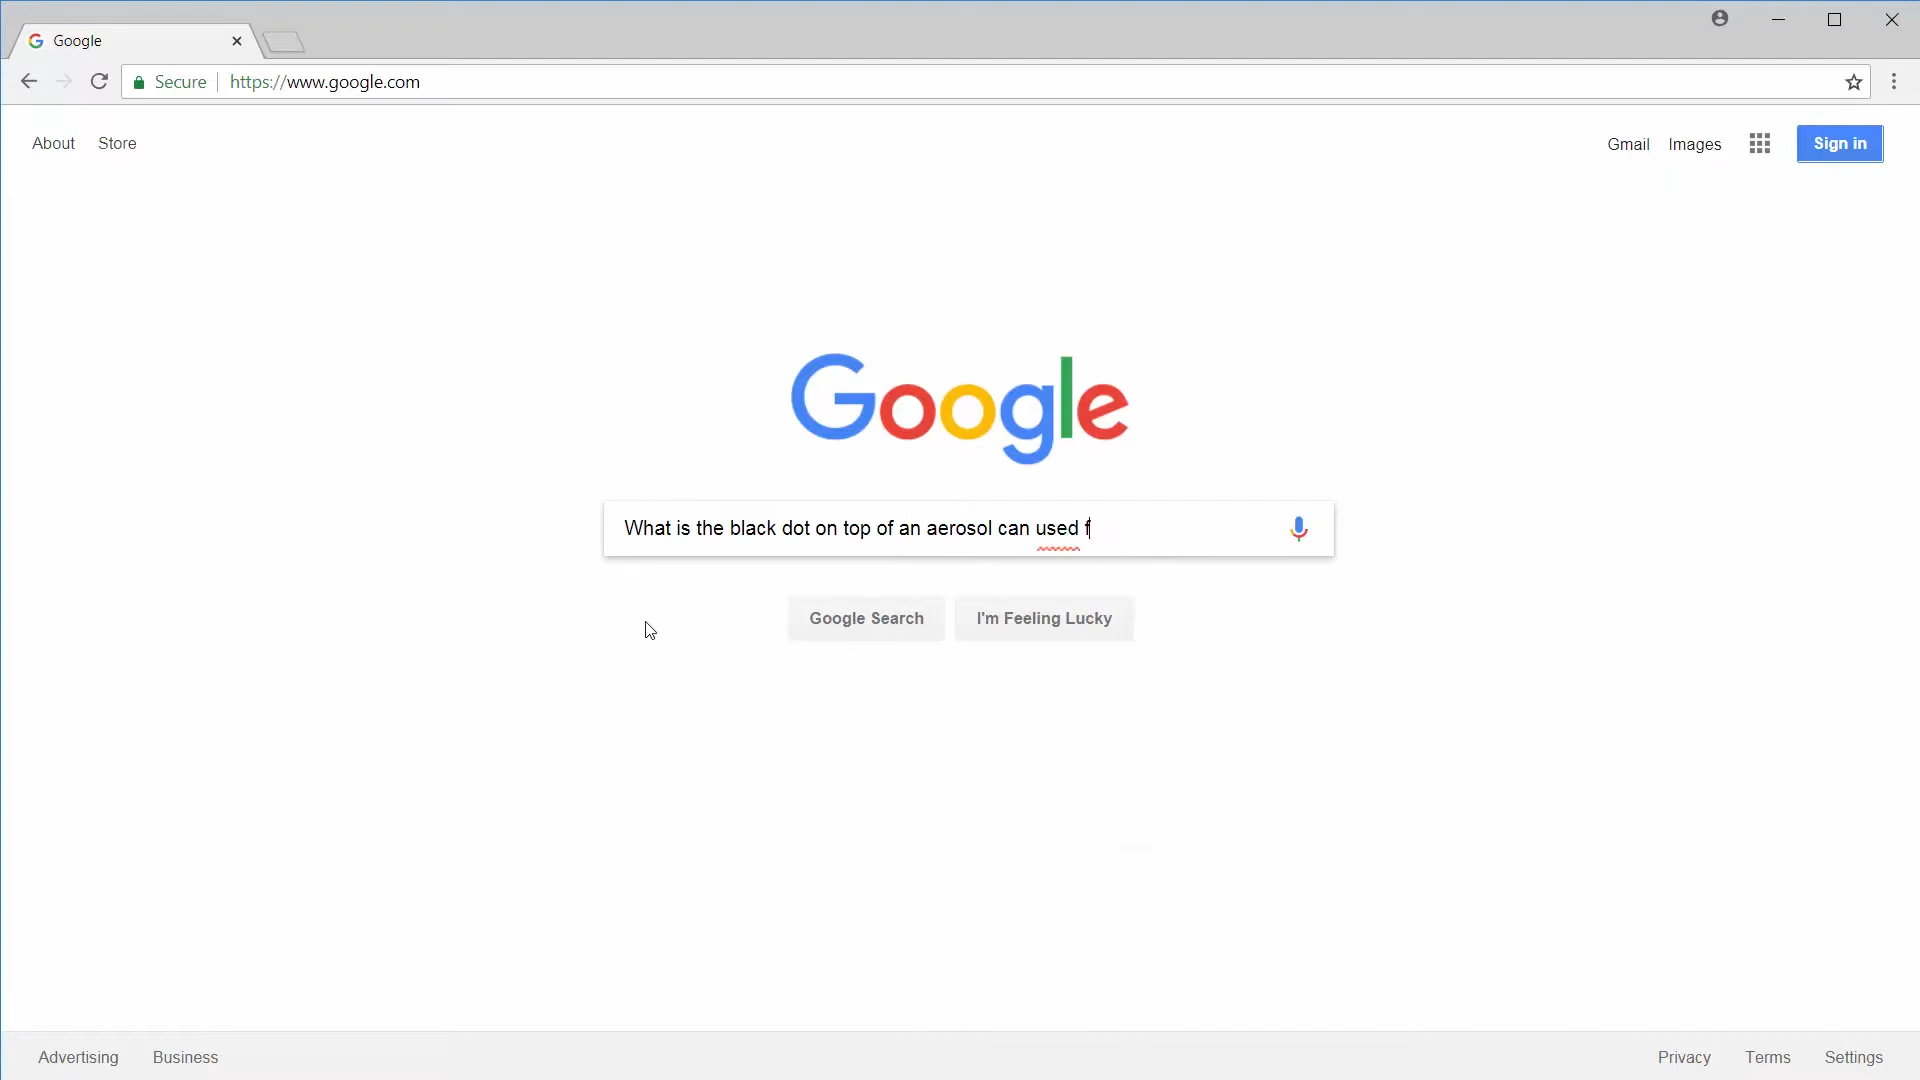 Google
Secure https://www.google.com
About Store Gmail Images Sign in
Google
What is the black dot on top of an aerosol can used f
Google Search I'm Feeling Lucky
Advertising Business Privacy Terms Settings